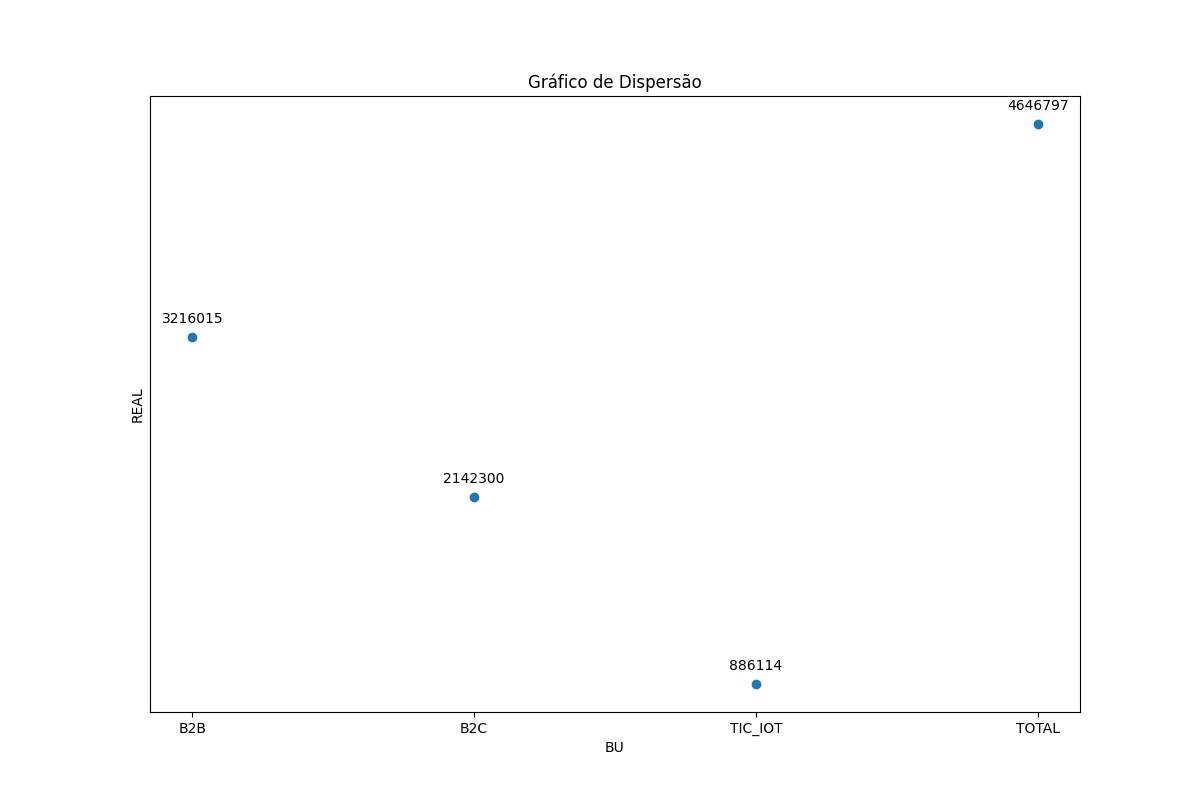 Gráfico de Dispersão
4646797
3216015
2142300
886114
REAL
B2B
B2C
TIC_IOT
TOTAL
BU